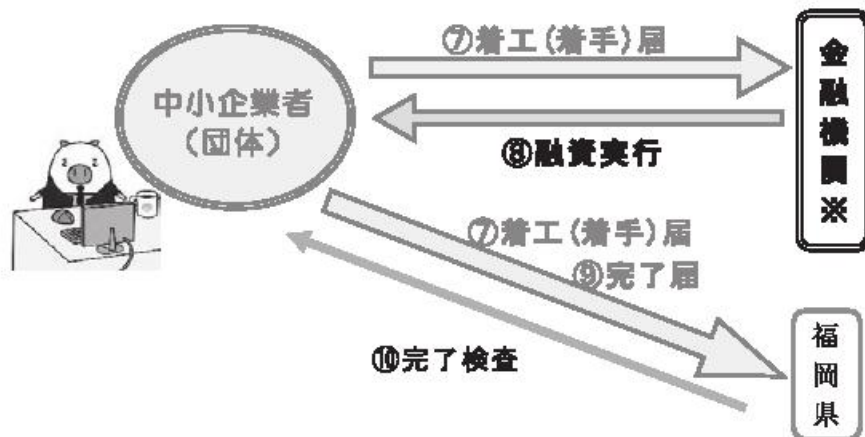 ⑦着工(着手)届
中小企業者
(団体)
⑧融資実行
金融機関※
⑦着工(着手)届
⑨完了届
⑩完了検査
福岡県